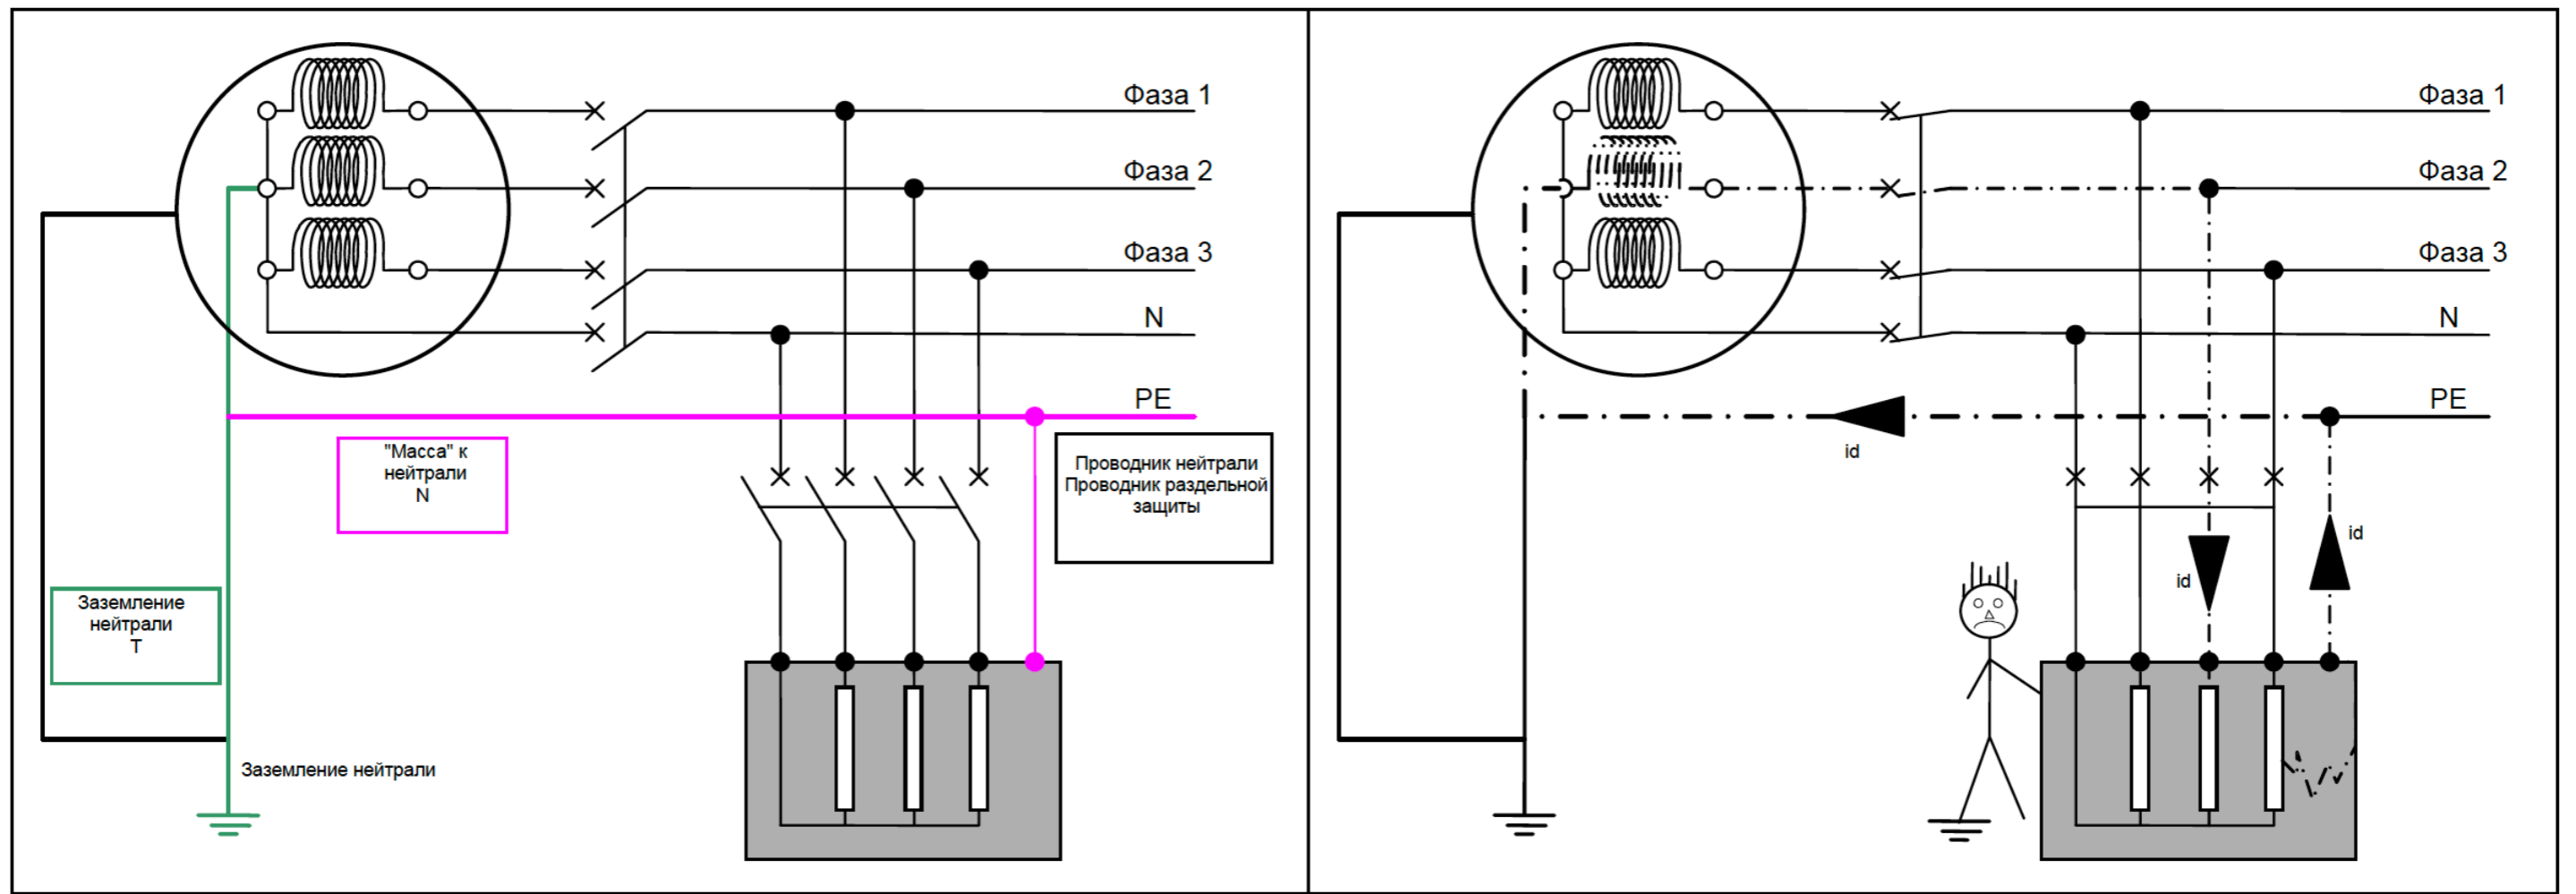 Фаза 1
Фаза 2
Фаза 3
N
PE
"Масса" к
нейтрали
N
Проводник нейтрали
Проводник раздельной
защиты
Заземление
нейтрали
T
Заземление нейтрали
Фаза 1
Фаза 2
Фаза 3
N
PE
id
id
id